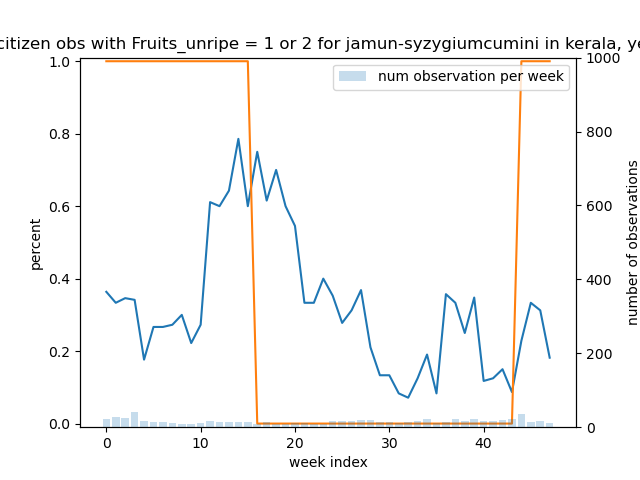 citizen obs with Fruits_unripe = 1 or 2 for jamun-syzygiumcumini in kerala,
num observation per week
percent
1.0
0.8
0.6
0.4
0.2
0.0
1000
800
600
400
200
0
number of observations
0 10 20 30 40
week index